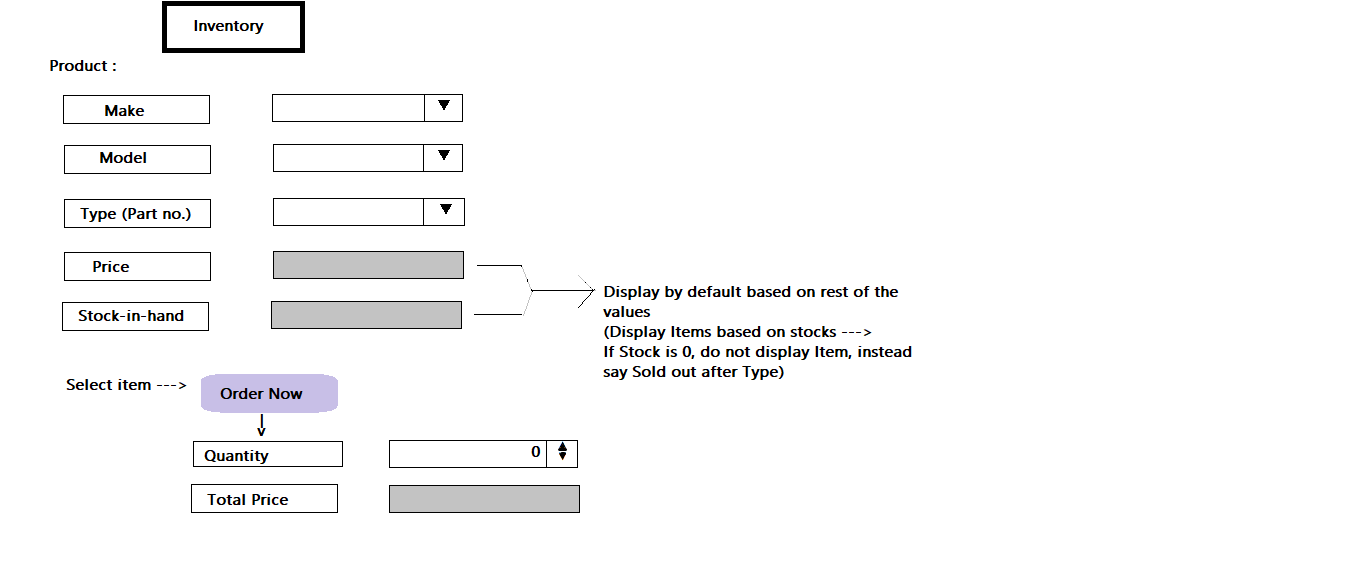 Inventory
Product :
Make
Model
Type (Part no.)
Price
Stock-in-hand
Display by default based on rest of the
values
(Display Items based on stocks --->
If Stock is 0, do not display Item, instead
say Sold out after Type)
Select item --->
Order Now
Quantity
0
Total Price